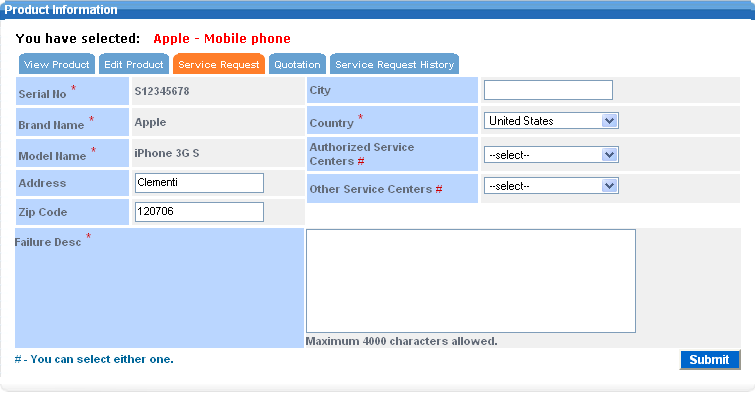 Product Information
You have selected: Apple - Mobile phone
View Product Edit Product Service Request Quotation Service Request History
Serial No * S12345678 City
Brand Name * Apple Country * United States
Model Name * iPhone 3G S Authorized Service Centers # --select--
Address Clementi Other Service Centers # --select--
Zip Code 120706
Failure Desc *
Maximum 4000 characters allowed.
# - You can select either one. Submit